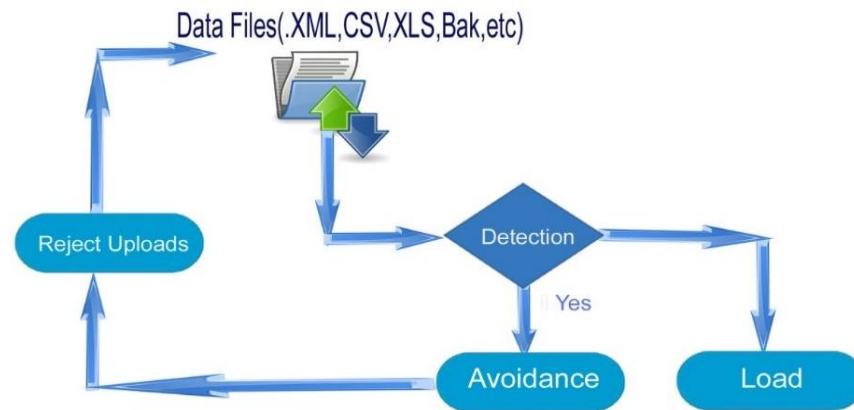 Data Files(.XML,CSV,XLS,Bak,etc)
Reject Uploads
Detection
Yes
Avoidance
Load